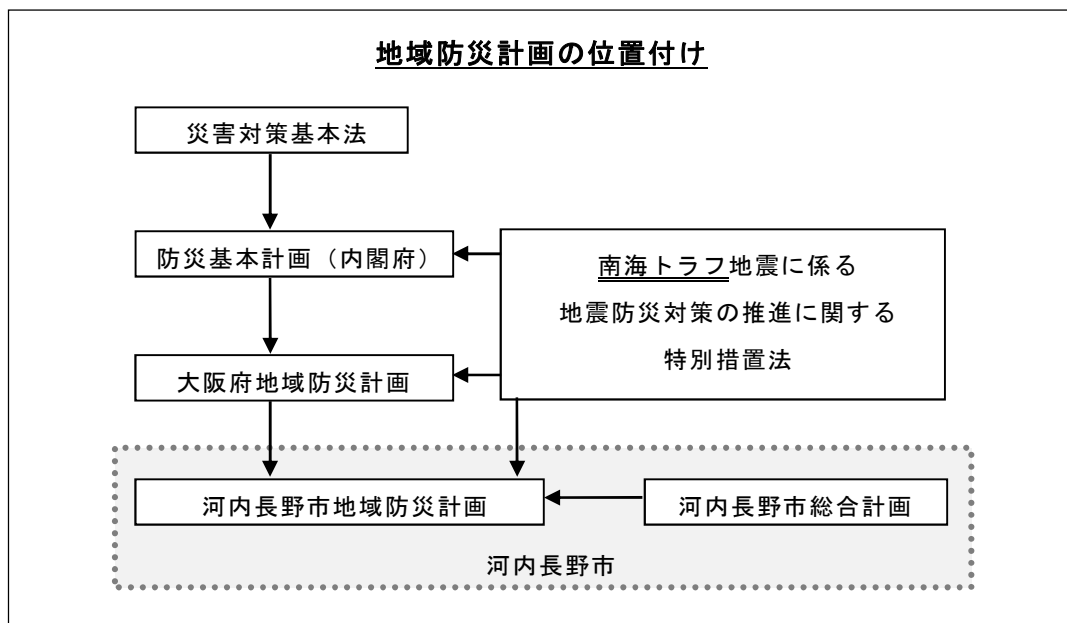 地域防災計画の位置付け
災害対策基本法
防災基本計画（内閣府）
南海トラフ地震に係る
地震防災対策の推進に関する
特別措置法
大阪府地域防災計画
河内長野市地域防災計画
河内長野市総合計画
河内長野市